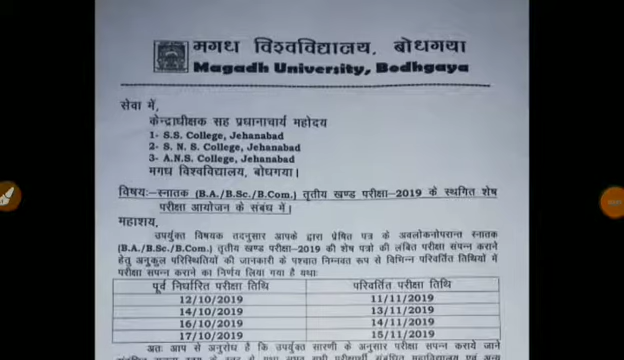 मगध विश्वविद्यालय, बोधगया
Magadh University, Bodhgaya
सेवा में,
केन्द्राधीक्षक सह प्रधानाचार्य महोदय
1- S.S. College, Jehanabad
2- S. N. S. College, Jehanabad
3- A.N.S. College, Jehanabad
मगध विश्वविद्यालय, बोधगया।
विषयः-स्नातक (B.A./B.Sc./B.Com.) तृतीय खण्ड परीक्षा-2019 के स्थगित शेष
परीक्षा आयोजन के संबंध में।
महाशय,
उपर्युक्त विषयक तदनुसार आपके द्वारा प्रेषित पत्र के अवलोकनोपरान्त स्नातक
(B.A./B.Sc./B.Com.) तृतीय खण्ड परीक्षा-2019 की शेष पत्रों की लंबित परीक्षा संपन्न कराने
हेतु अनुकूल परिस्थितियों की जानकारी के पश्चात निम्नवत रूप से विभिन्न परिवर्तित तिथियों में
परीक्षा संपन्न कराने का निर्णय लिया गया है यथाः
पूर्व निर्धारित परीक्षा तिथि परिवर्तित परीक्षा तिथि
12/10/2019 11/11/2019
14/10/2019 13/11/2019
16/10/2019 14/11/2019
17/10/2019 15/11/2019
अतः आप से अनुरोध है कि उपर्युक्त सारणी के अनुसार परीक्षा संपन्न कराये जाने